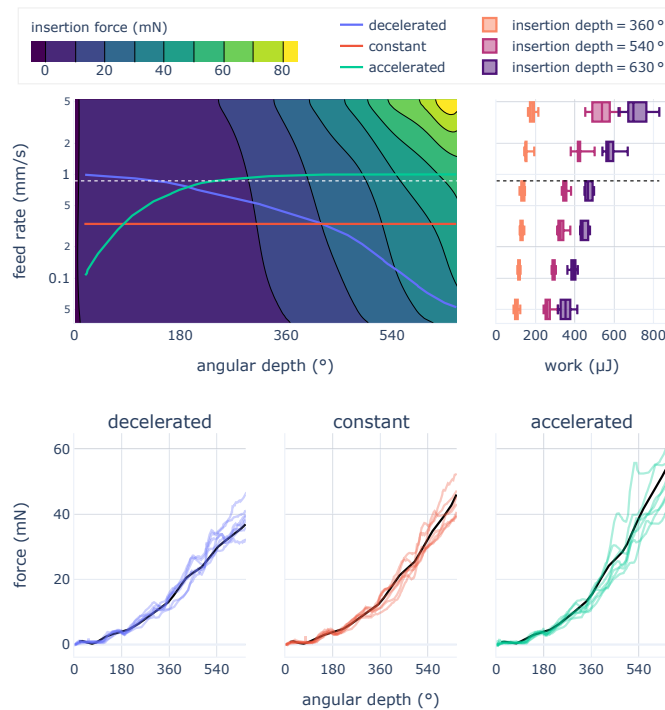 insertion force (mN)
0 20 40 60 80
decelerated
constant
accelerated
insertion depth = 360 °
insertion depth = 540 °
insertion depth = 630 °
feed rate (mm/s)
5
2
1
5
2
0.1
5
0 180 360 540
angular depth (°)
0 200 400 600 800
work (µJ)
decelerated constant accelerated
force (mN)
60
40
20
0
0 180 360 540
0 180 360 540
0 180 360 540
angular depth (°)